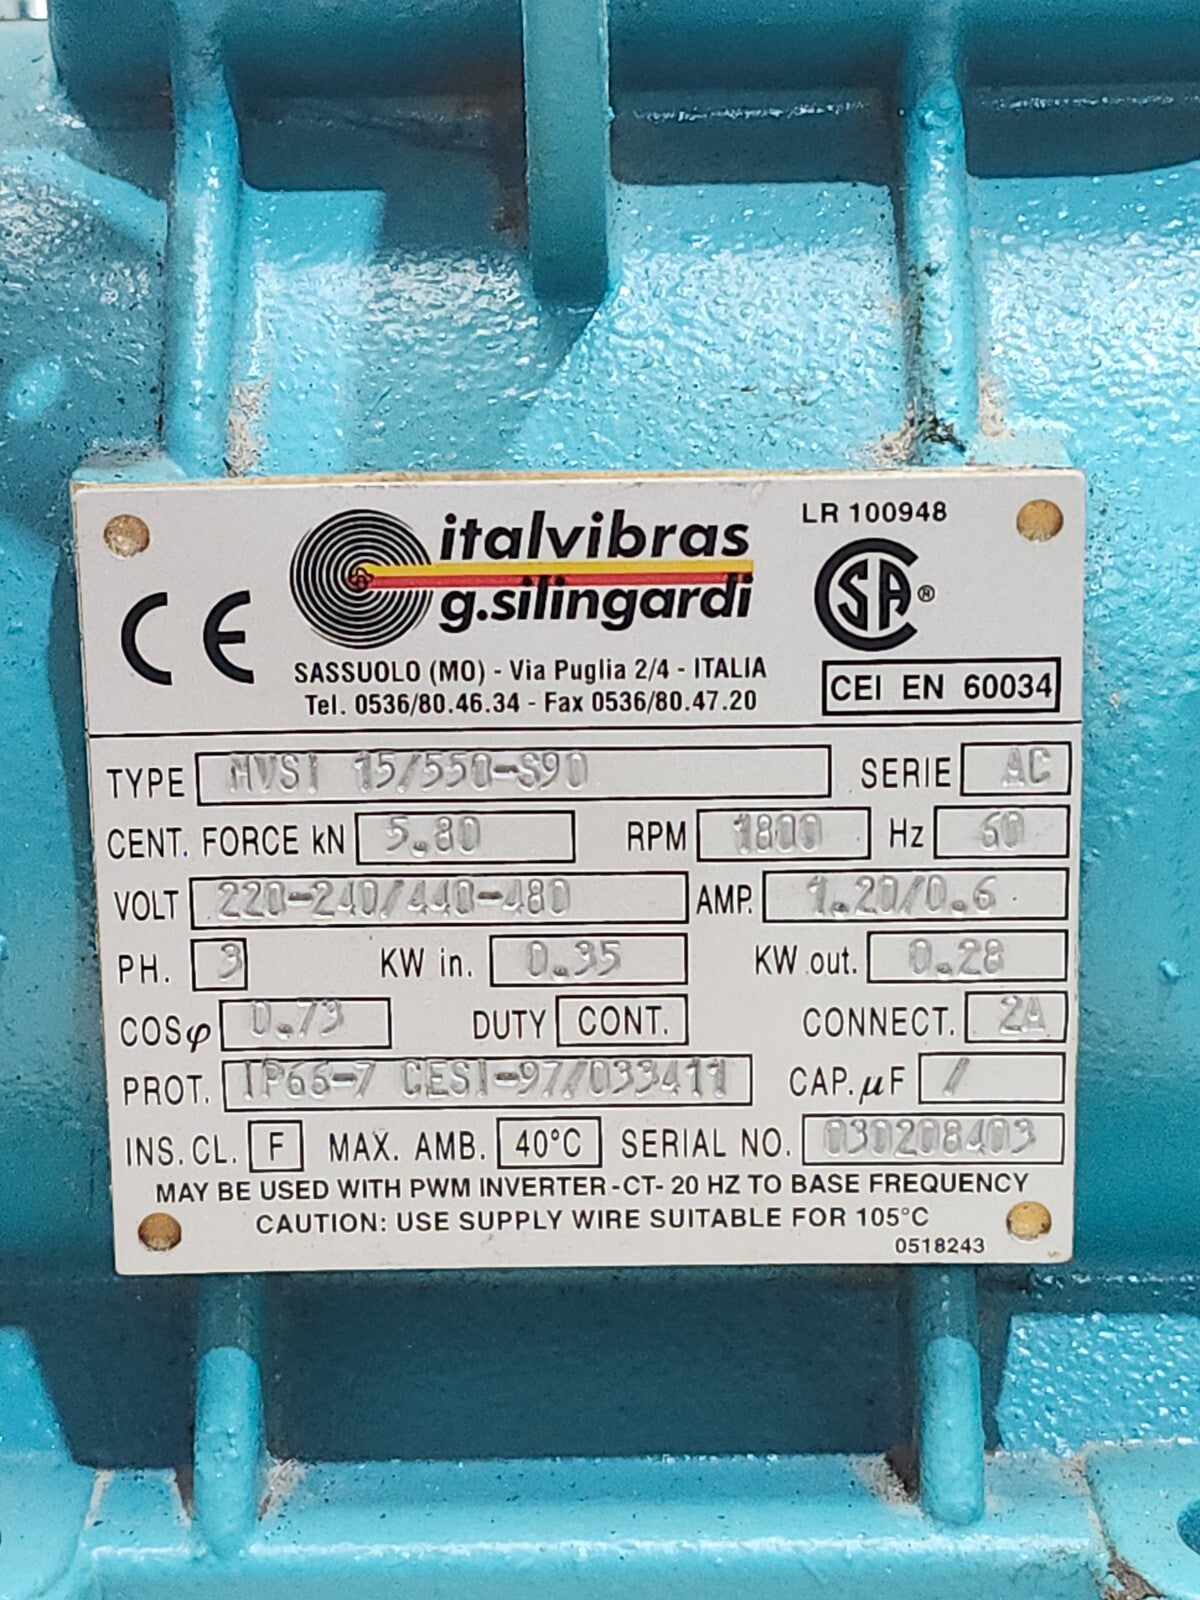 CE
italvibras
g.silingardi
SASSUOLO (MO) - Via Puglia 2/4 - ITALIA
Tel. 0536/80.46.34 - Fax 0536/80.47.20
LR 100948
CSA®
CEI EN 60034
TYPE MVSI 15/550-S90 SERIE AC
CENT. FORCE kN 5.80 RPM 1800 Hz 60
VOLT 220-240/440-480 AMP. 1.20/0.6
PH. 3 KW in. 0.35 KW out. 0.28
COSφ 0.73 DUTY CONT. CONNECT. 2A
PROT. IP66-7 CESI-97/033411 CAP.μF /
INS.CL. F MAX. AMB. 40°C SERIAL NO. 030208403
MAY BE USED WITH PWM INVERTER-CT- 20 HZ TO BASE FREQUENCY
CAUTION: USE SUPPLY WIRE SUITABLE FOR 105°C
0518243